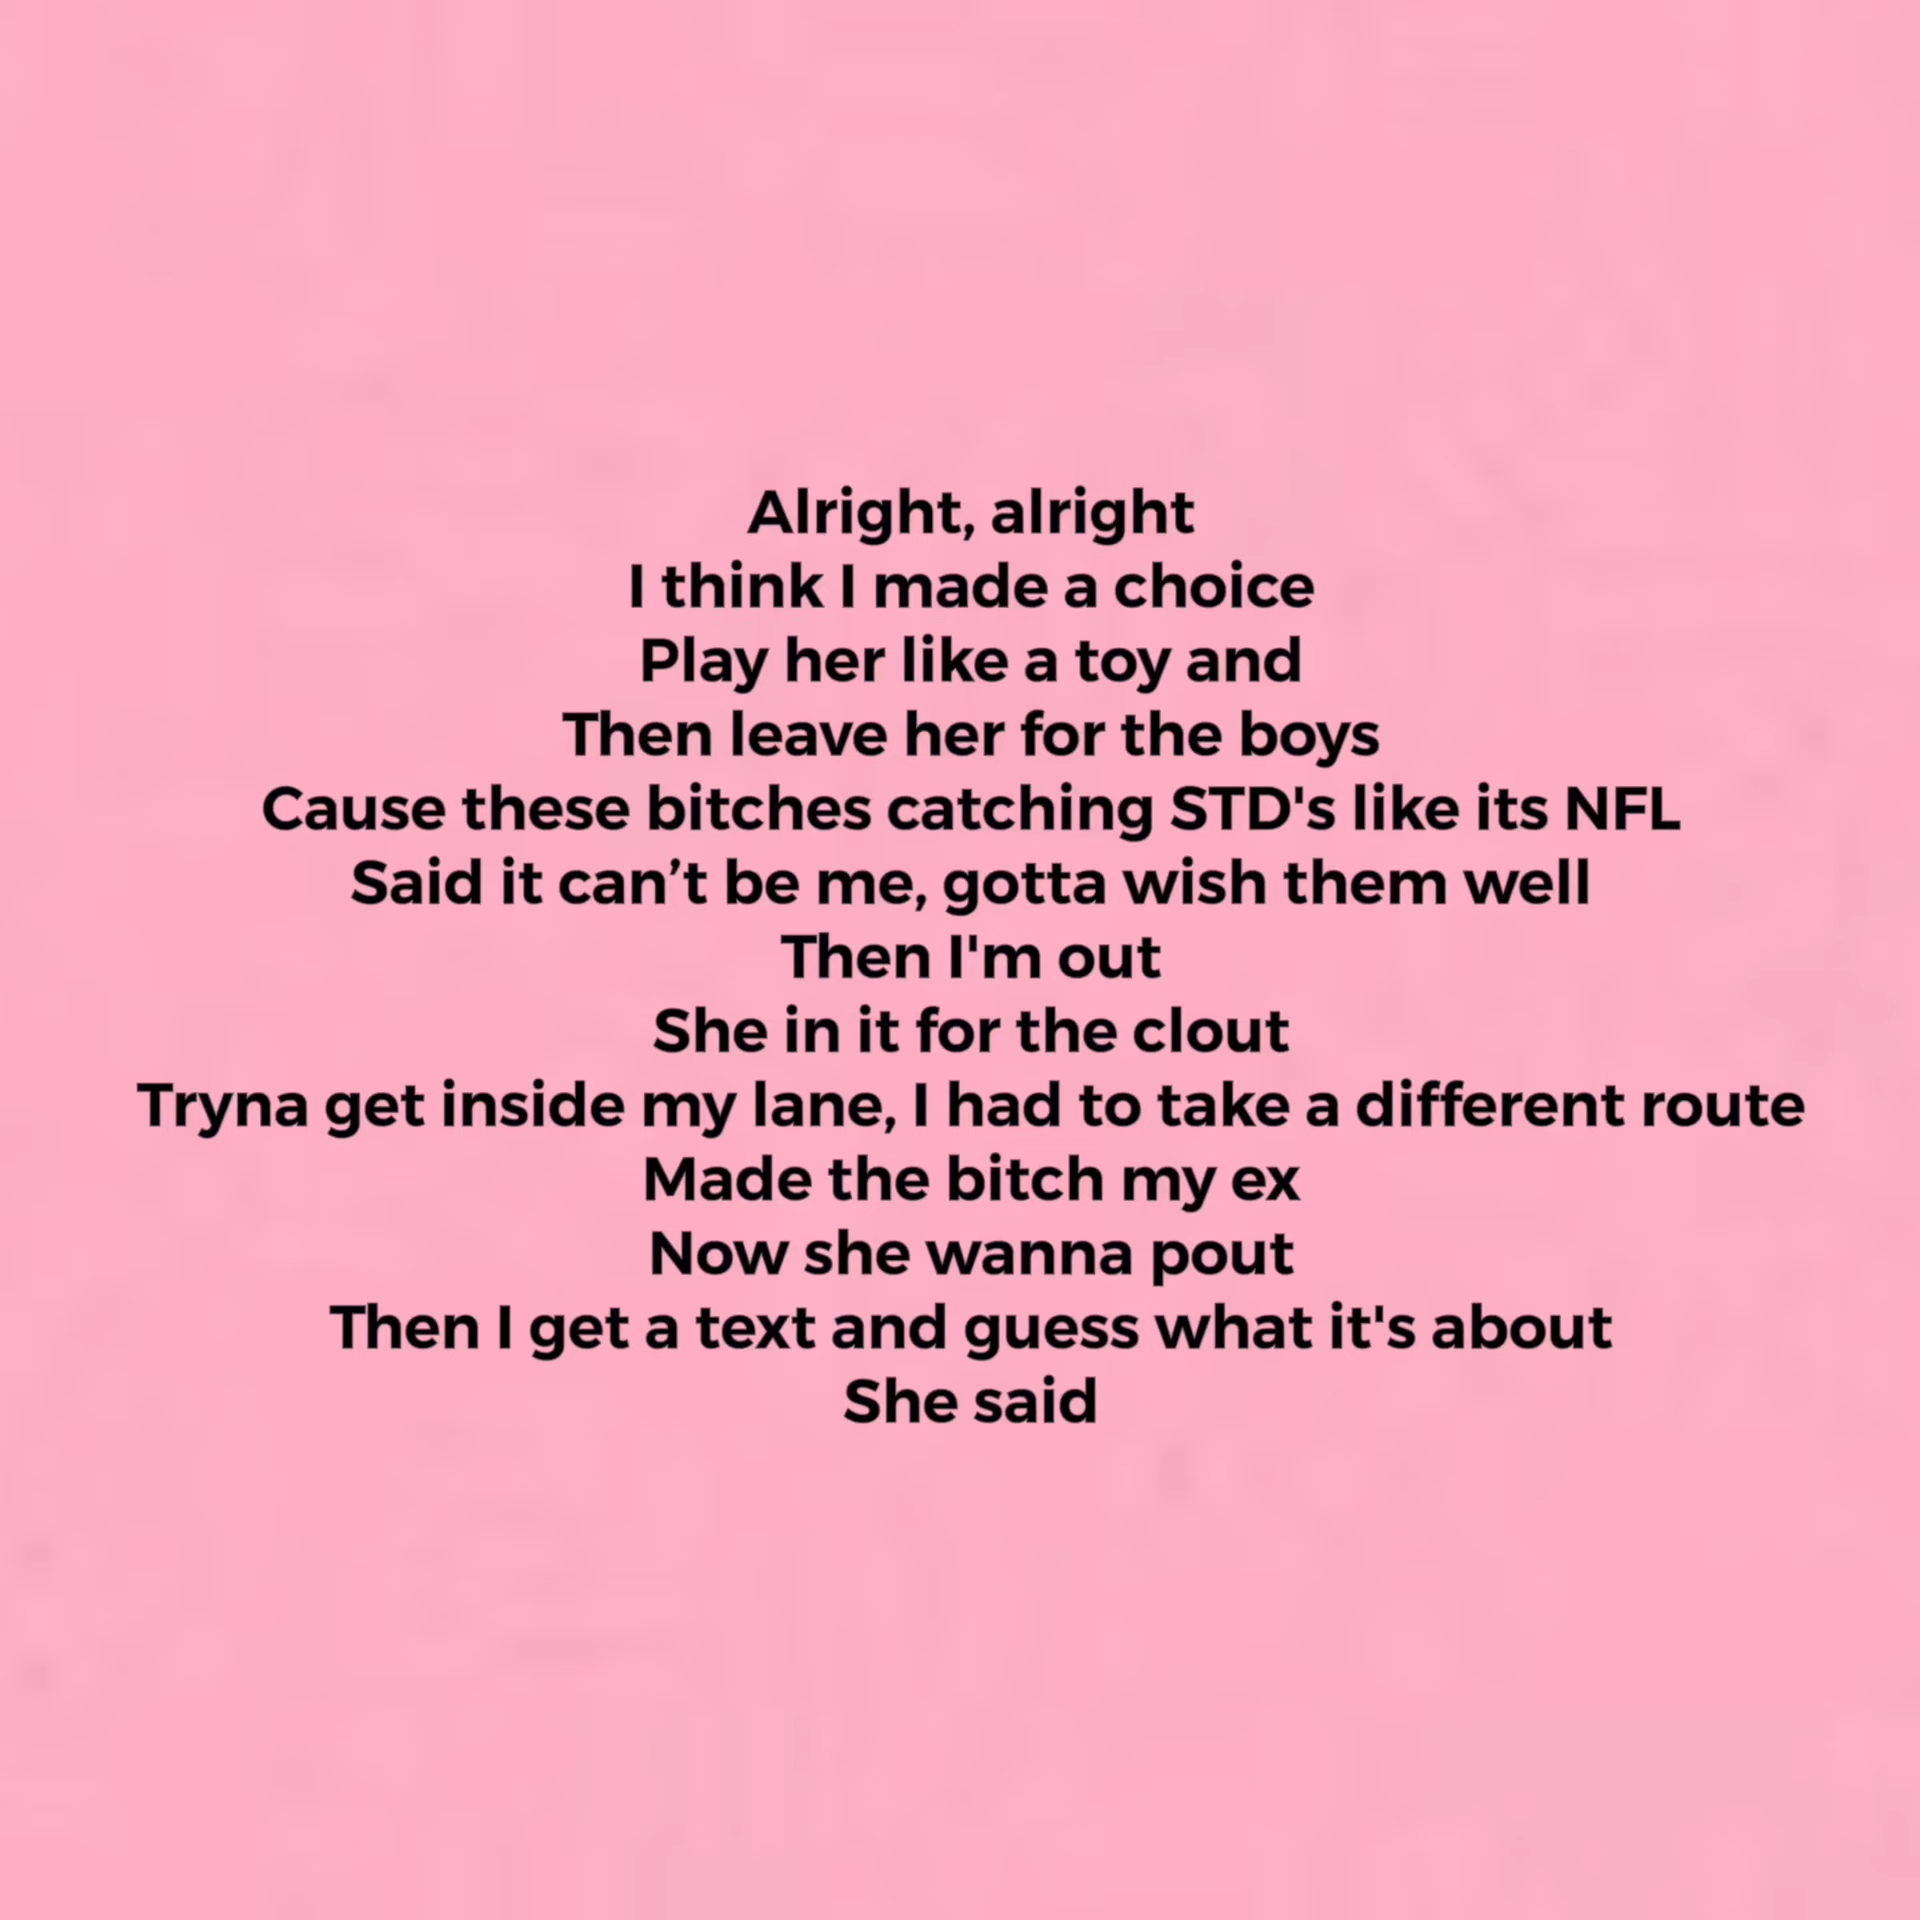 Alright, alright
I think I made a choice
Play her like a toy and
Then leave her for the boys
Cause these bitches catching STD's like its NFL
Said it can’t be me, gotta wish them well
Then I'm out
She in it for the clout
Tryna get inside my lane, I had to take a different route
Made the bitch my ex
Now she wanna pout
Then I get a text and guess what it's about
She said